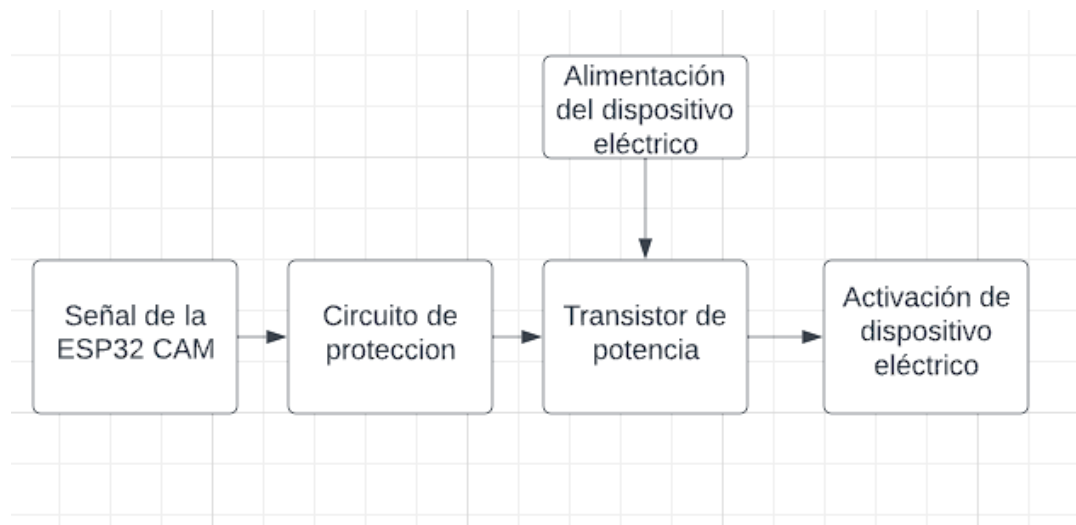 Alimentación
del dispositivo
eléctrico
Señal de la
ESP32 CAM
Circuito de
proteccion
Transistor de
potencia
Activación de
dispositivo
eléctrico